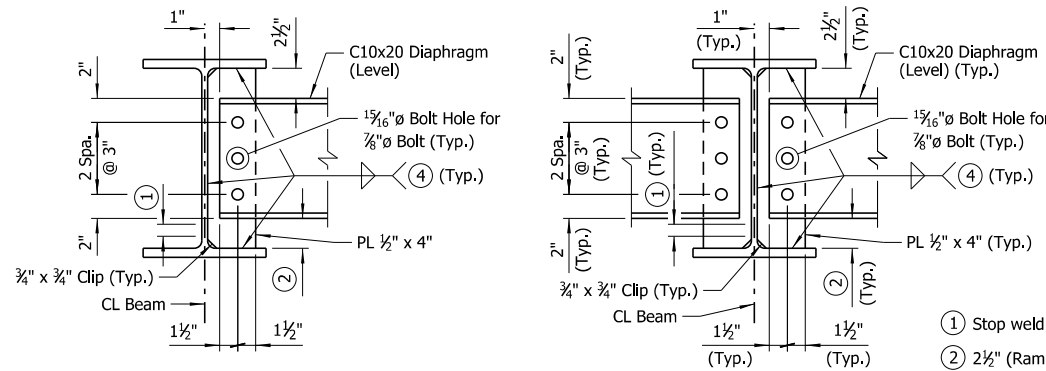 1"
2½"
C10x20 Diaphragm
(Level)
2"
15/16"ø Bolt Hole for
7/8"ø Bolt (Typ.)
2 Spa.
@ 3"
4 (Typ.)
1
2"
PL ½" x 4"
¾" x ¾" Clip (Typ.)
2
CL Beam
1½"
1½"
1"
(Typ.)
2½"
(Typ.)
C10x20 Diaphragm
(Level) (Typ.)
2"
(Typ.)
15/16"ø Bolt Hole for
7/8"ø Bolt (Typ.)
2 Spa.
@ 3"
(Typ.)
(Typ.)
1
4 (Typ.)
2"
(Typ.)
PL ½" x 4" (Typ.)
¾" x ¾" Clip (Typ.)
2
(Typ.)
CL Beam
1½"
(Typ.)
1½"
(Typ.)
1 Stop weld
2 2½" (Ram